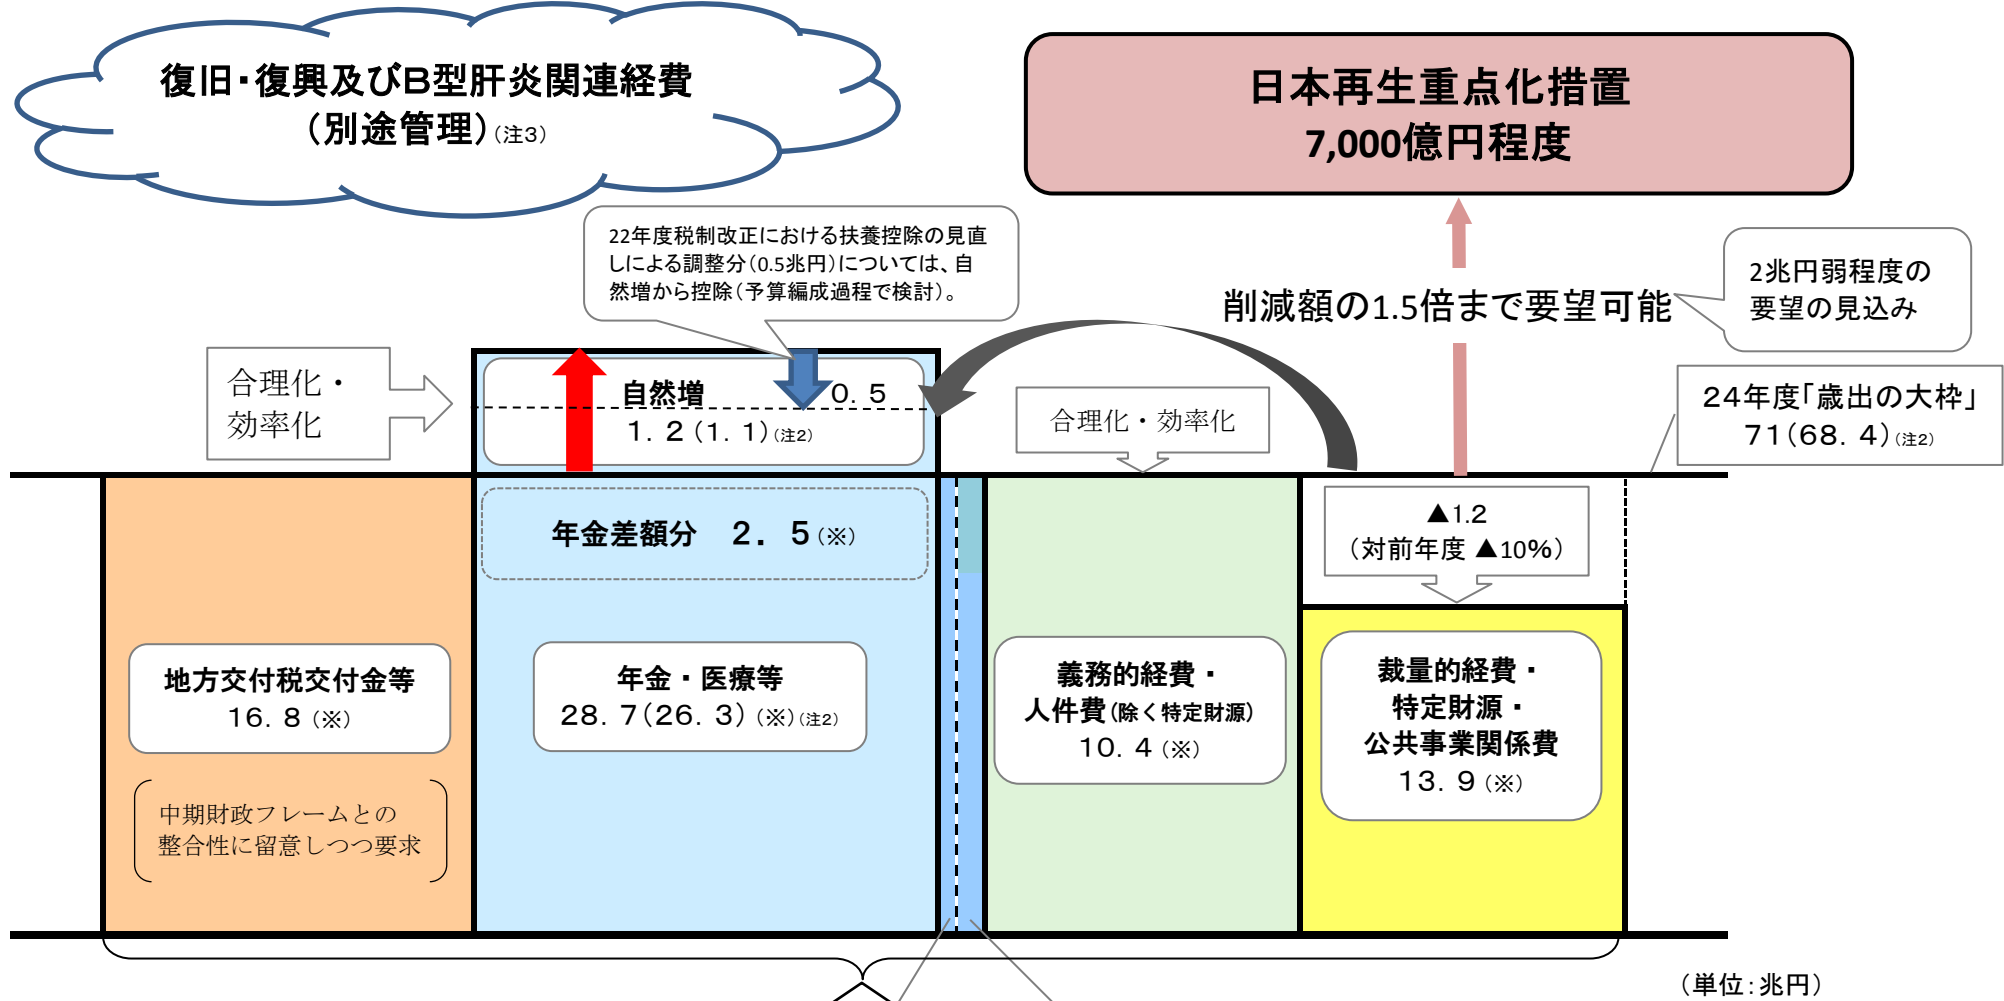 復旧・復興及びB型肝炎関連経費
（別途管理）（注3）
日本再生重点化措置
7,000億円程度
22年度税制改正における扶養控除の見直
しによる調整分（0.5兆円）については、自
然増から控除（予算編成過程で検討）。
2兆円弱程度の
要望の見込み
削減額の1.5倍まで要望可能
合理化・
効率化
自然増 0．5
1．2（1．1）（注2）
合理化・効率化
24年度「歳出の大枠」
71（68．4）（注2）
年金差額分 2．5（※）
▲1.2
（対前年度 ▲10%）
地方交付税交付金等
16．8（※）
年金・医療等
28．7（26．3）（※）（注2）
義務的経費・
人件費（除く特定財源）
10．4（※）
裁量的経費・
特定財源・
公共事業関係費
13．9（※）
中期財政フレームとの
整合性に留意しつつ要求
（単位：兆円）